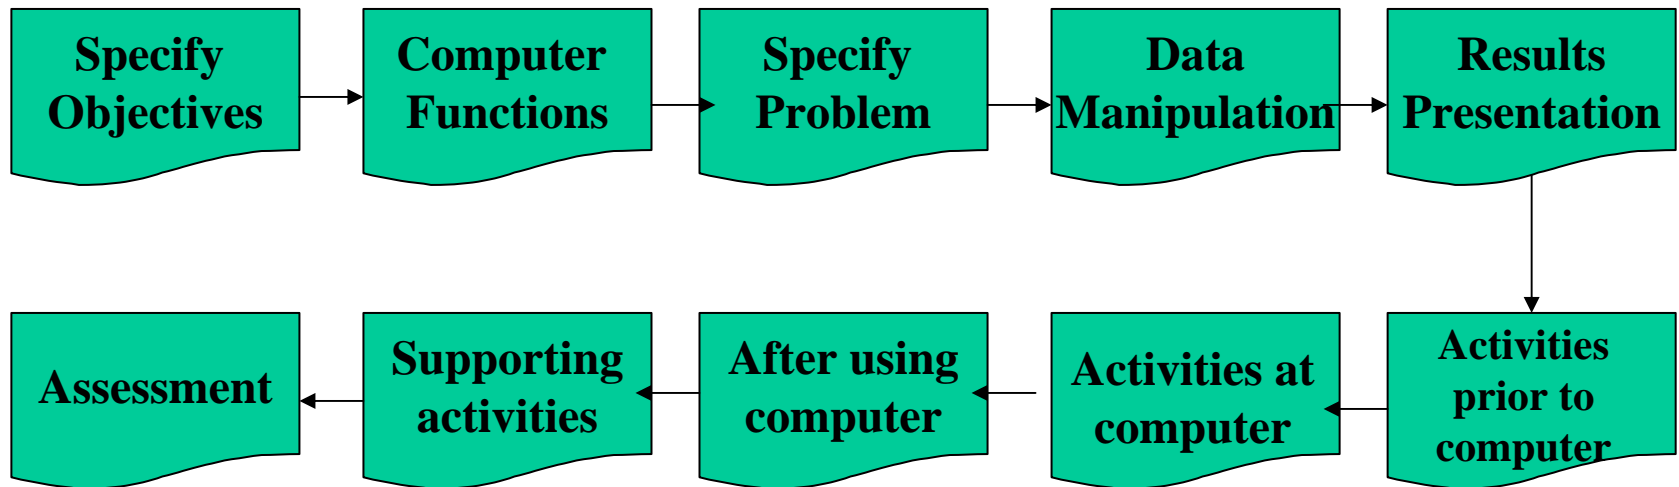 Specify
Objectives
Computer
Functions
Specify
Problem
Data
Manipulation
Results
Presentation
Assessment
Supporting
activities
After using
computer
Activities at
computer
Activities
prior to
computer